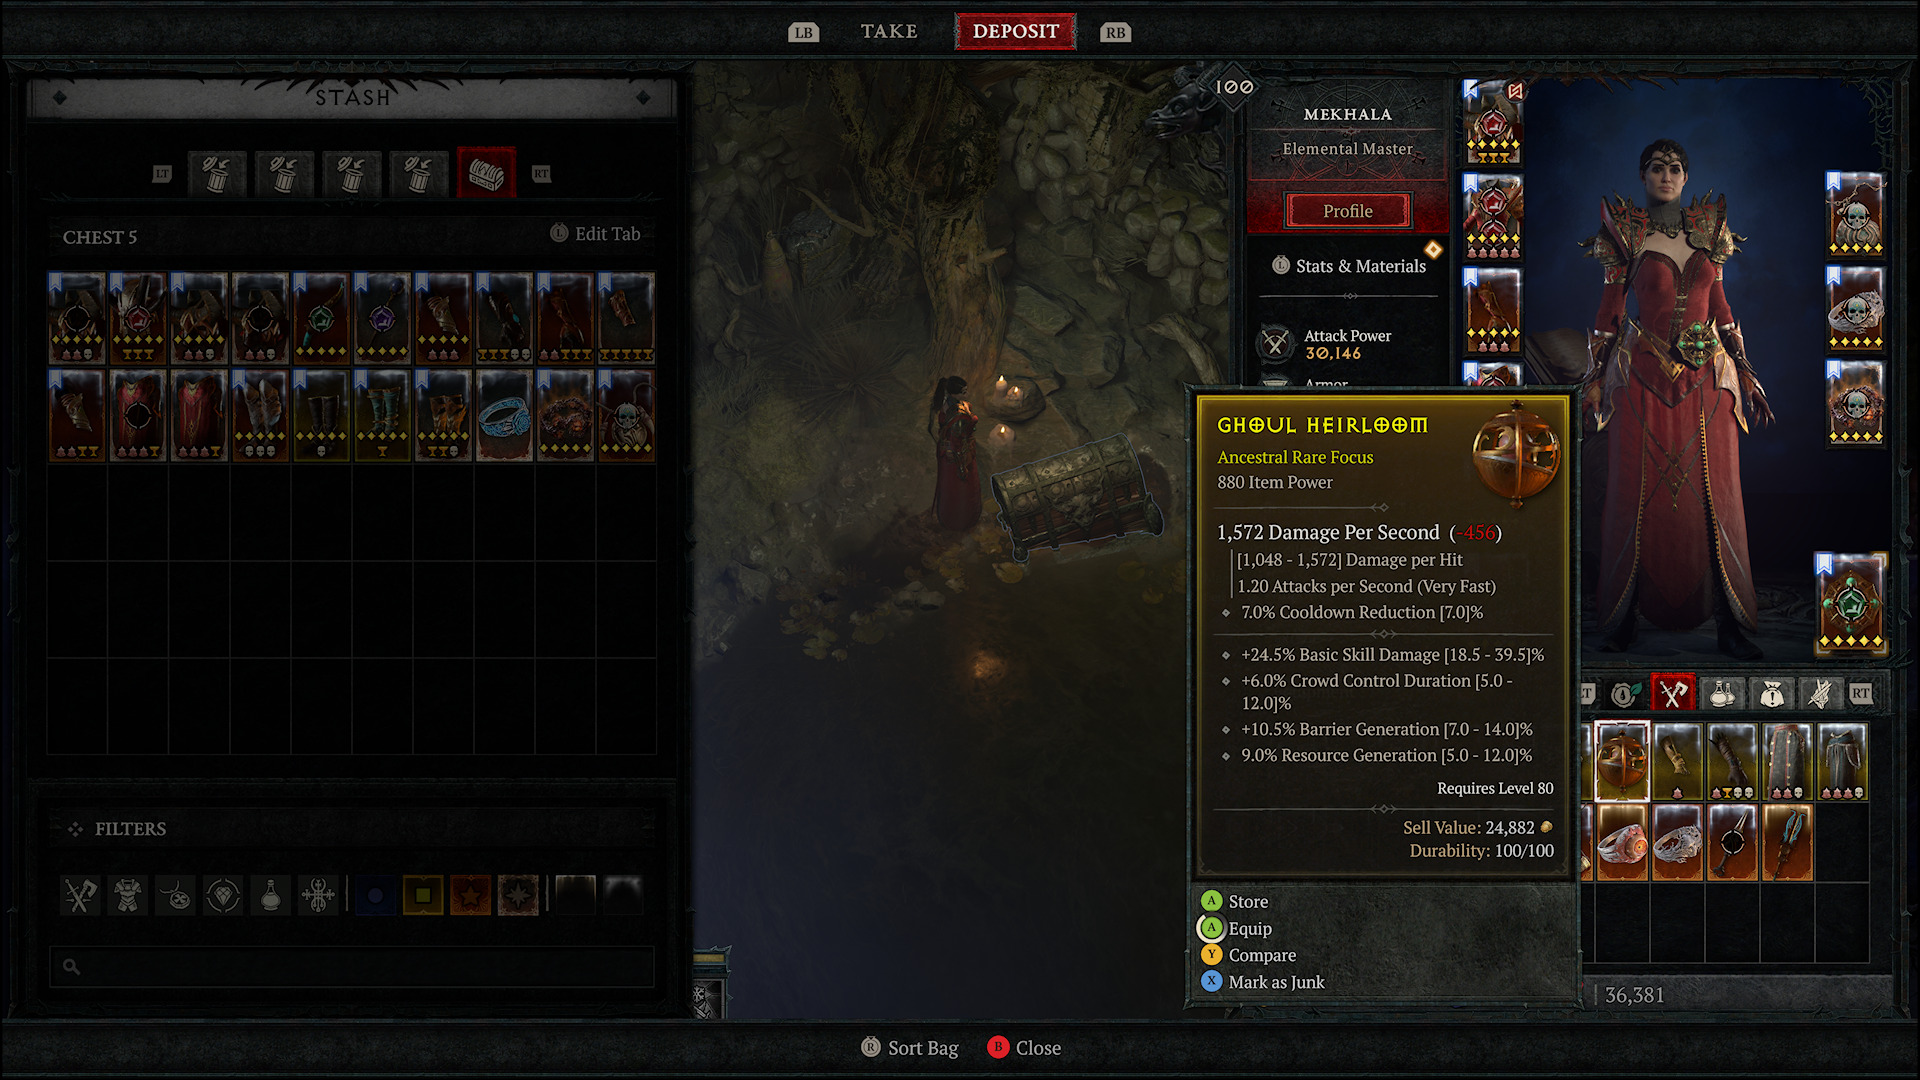 LB TAKE DEPOSIT RB
STASH
LT RT
CHEST 5
L Edit Tab
100
MEKHALA
Elemental Master
Profile
L Stats & Materials
Attack Power
30,146
Armor
GHOUL HEIRLOOM
Ancestral Rare Focus
880 Item Power
1,572 Damage Per Second (-456)
[1,048 - 1,572] Damage per Hit
1.20 Attacks per Second (Very Fast)
7.0% Cooldown Reduction [7.0]%
+24.5% Basic Skill Damage [18.5 - 39.5]%
+6.0% Crowd Control Duration [5.0 -
12.0]%
+10.5% Barrier Generation [7.0 - 14.0]%
9.0% Resource Generation [5.0 - 12.0]%
Requires Level 80
Sell Value: 24,882
Durability: 100/100
A Store
A Equip
Y Compare
X Mark as Junk
RT
36,381
FILTERS
R Sort Bag B Close